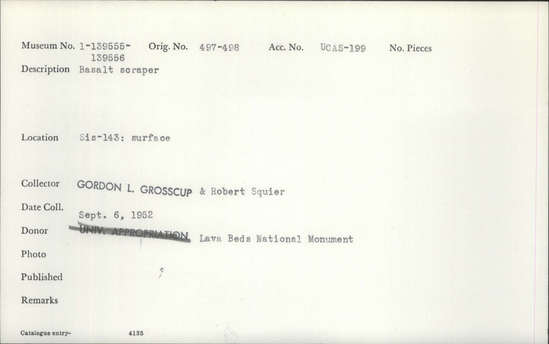 Museum No. 1-139555- Orig. No. 497-498 Acc. No. UCAS-199 No. Pieces
139556
Description Basalt scraper
Location Sis-143: surface
Collector GORDON L. GROSSCUP & Robert Squier
Date Coll.
Sept. 6, 1952
Donor UNIV. APPROPRIATION Lava Beds National Monument
Photo
Published
Remarks
Catalogue entry- 4135